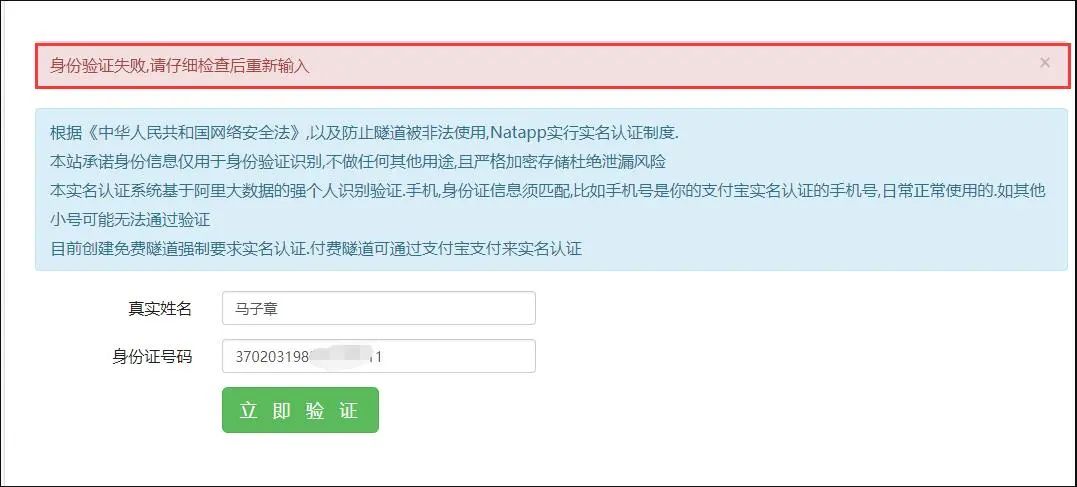 身份验证失败,请仔细检查后重新输入
×
根据《中华人民共和国网络安全法》,以及防止隧道被非法使用,Natapp实行实名认证制度.
本站承诺身份信息仅用于身份验证识别,不做任何其他用途,且严格加密存储杜绝泄漏风险
本实名认证系统基于阿里大数据的强个人识别验证.手机,身份证信息须匹配,比如手机号是你的支付宝实名认证的手机号,日常正常使用的.如其他
小号可能无法通过验证
目前创建免费隧道强制要求实名认证.付费隧道可通过支付宝支付来实名认证
真实姓名 马子章
身份证号码 370203198 11
立即验证